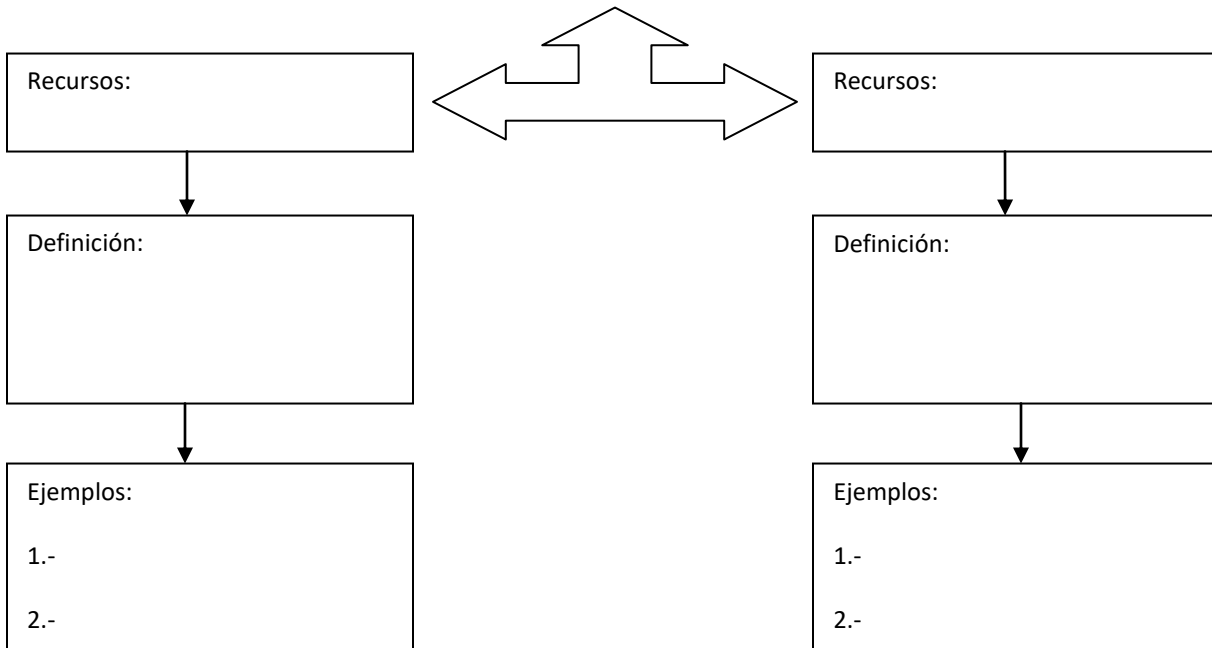 Recursos:
Definición:
Ejemplos:
1.-
2.-
Recursos:
Definición:
Ejemplos:
1.-
2.-